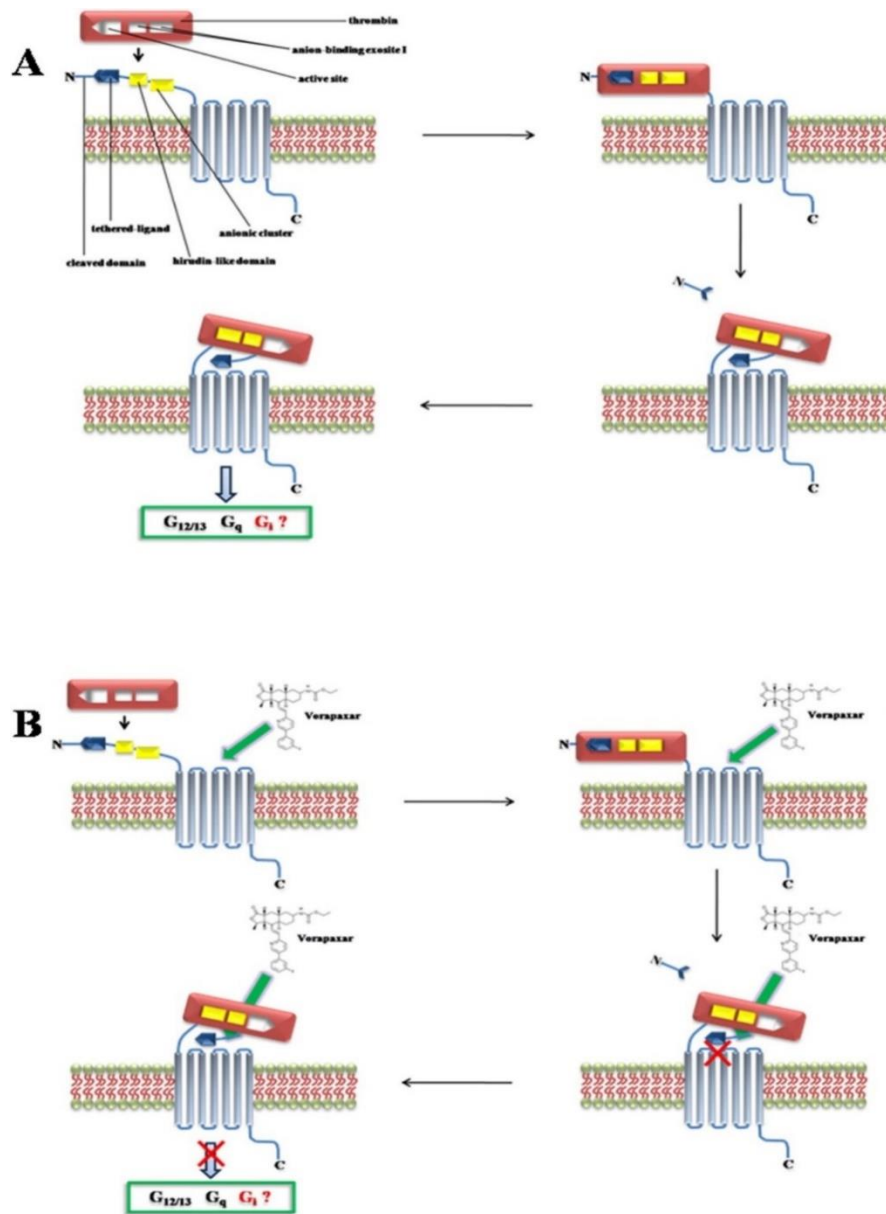 A
thrombin
anion-binding exosite I
active site
N
tethered-ligand
cleaved domain
C
anionic cluster
hirudin-like domain
N
C
N
C
C
G12/13 Gq Gi ?
B
Vorapaxar
N
C
Vorapaxar
N
C
Vorapaxar
N
C
Vorapaxar
C
G12/13 Gq Gi ?